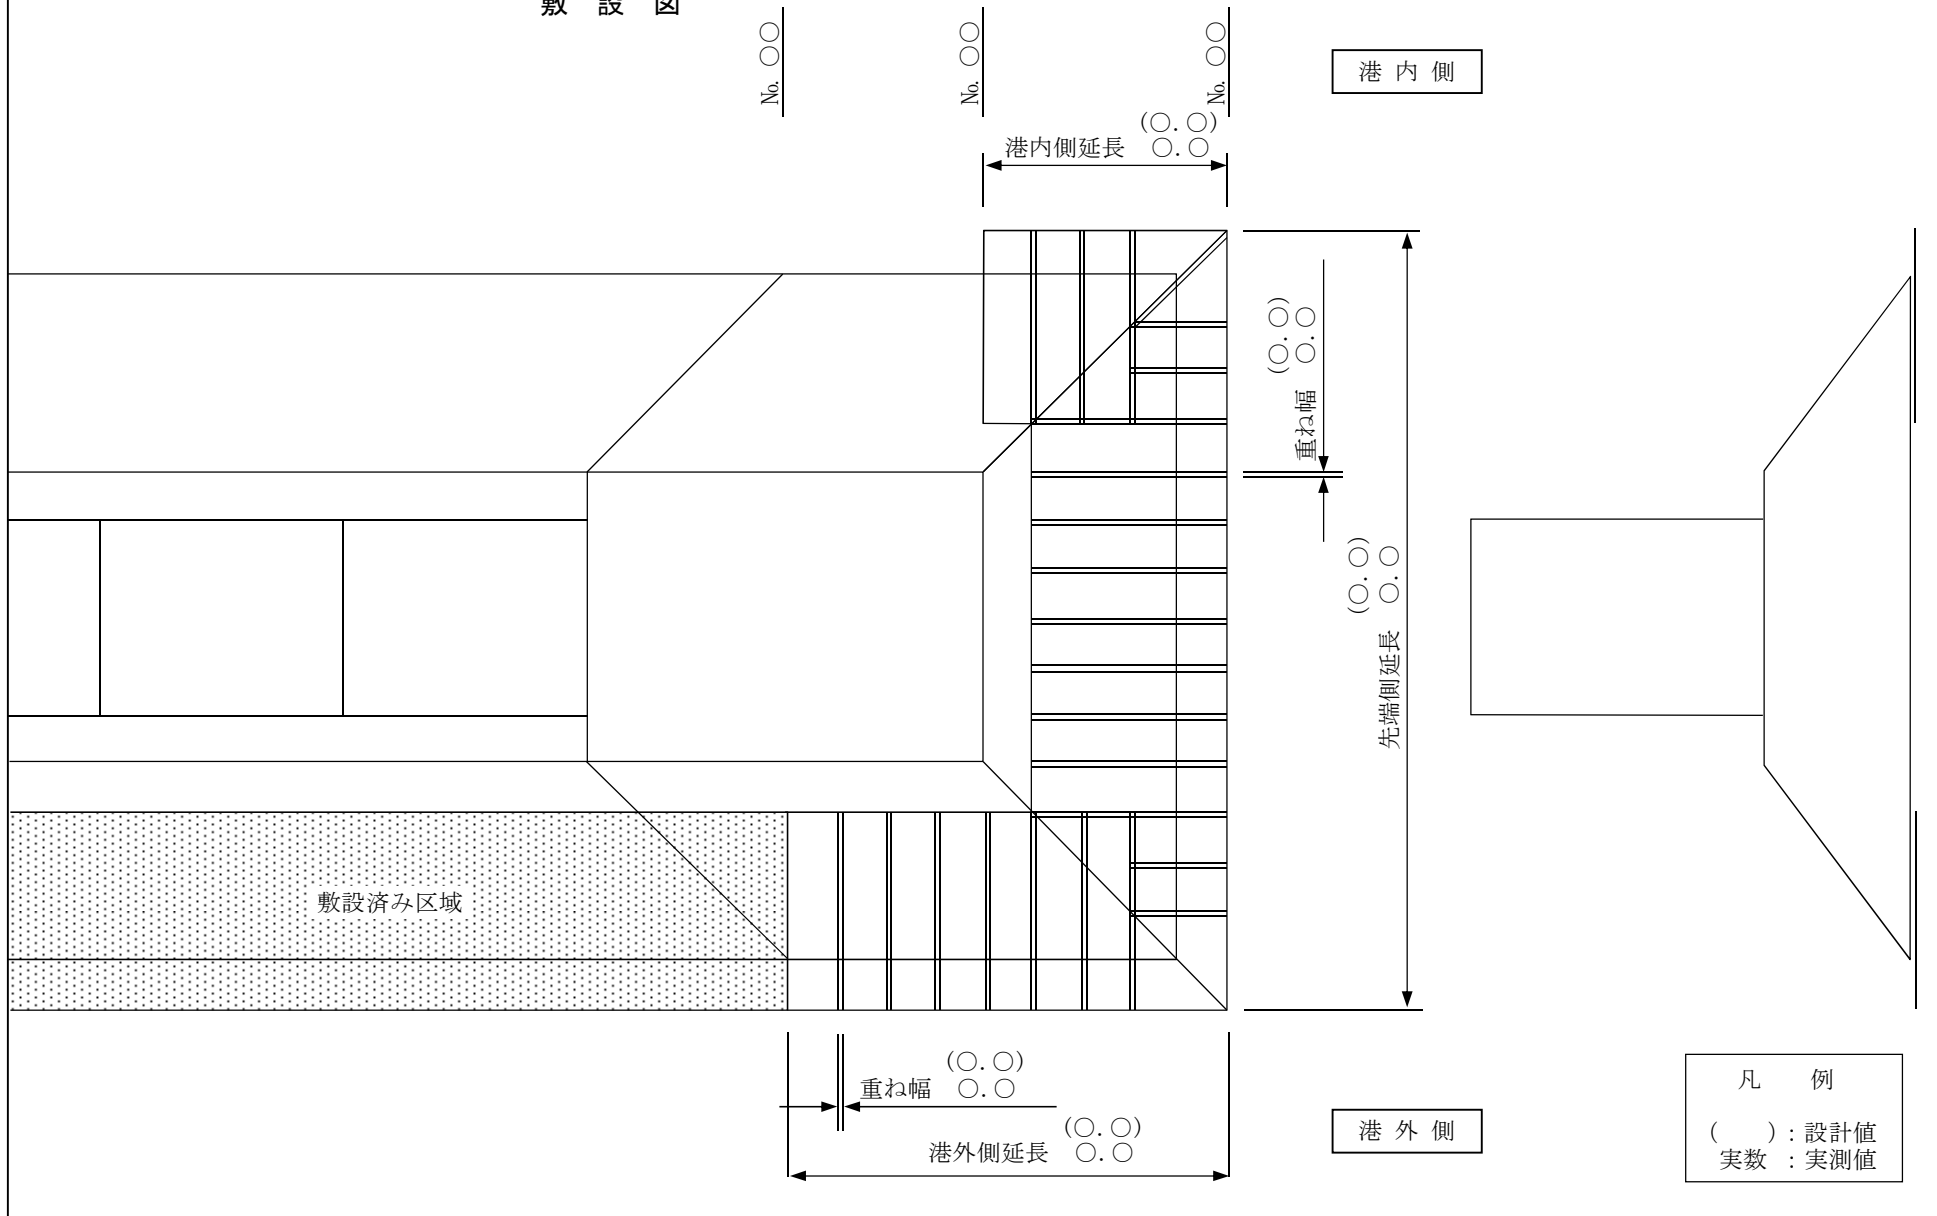 敷 設 図
No. ○○
No. ○○
No. ○○
港 内 側
(○.○)
港内側延長 ○.○
(○.○)
重ね幅 ○.○
(○.○)
先端側延長 ○.○
敷設済み区域
(○.○)
重ね幅 ○.○
(○.○)
港外側延長 ○.○
港 外 側
凡 例
( ):設計値
実数 :実測値